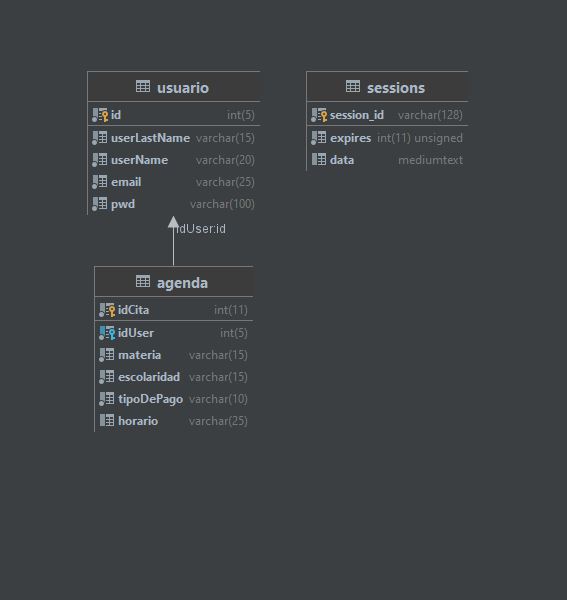 usuario
id int(5)
userLastName varchar(15)
userName varchar(20)
email varchar(25)
pwd varchar(100)
sessions
session_id varchar(128)
expires int(11) unsigned
data mediumtext
idUser:id
agenda
idCita int(11)
idUser int(5)
materia varchar(15)
escolaridad varchar(15)
tipoDePago varchar(10)
horario varchar(25)